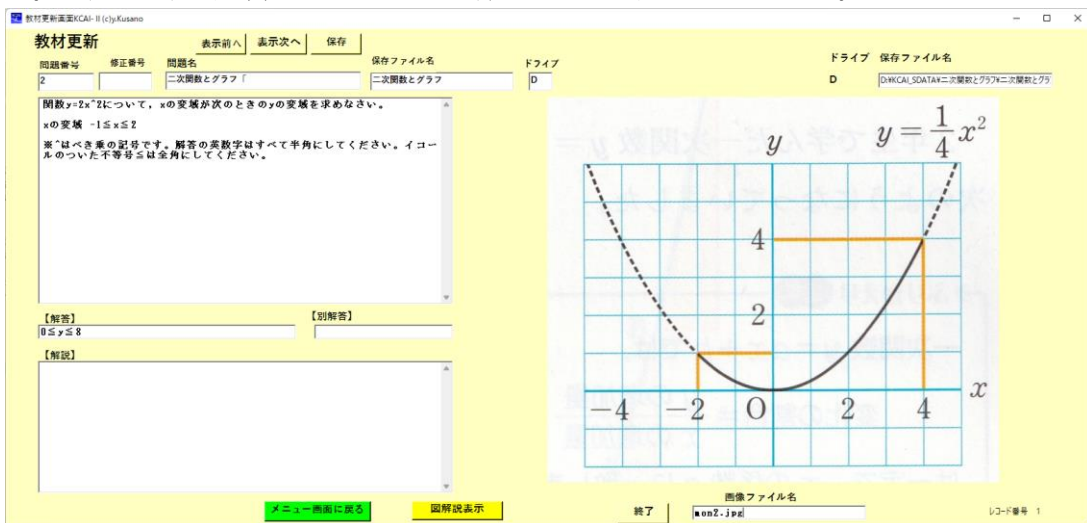 教材更新画面KCAI-Ⅱ (c)y.Kusano
教材更新
表示前へ 表示次へ 保存
問題番号 修正番号 問題名 保存ファイル名 ドライブ
2 二次関数とグラフ「 二次関数とグラフ D
ドライブ 保存ファイル名
D D:¥KCAI_SDATA¥二次関数とグラフ¥二次関数とグラ
関数y=2x^2について，xの変域が次のときのyの変域を求めなさい。
xの変域 -1≦x≦2
※^はべき乗の記号です。解答の英数字はすべて半角にしてください。イコー
ルのついた不等号≦は全角にしてください。
【解答】 【別解答】
0≦y≦8
【解説】
y
y = 1/4 x²
4
2
-4 -2 O 2 4 x
メニュー画面に戻る 図解説表示 終了
画像ファイル名
mon2.jpg
レコード番号 1